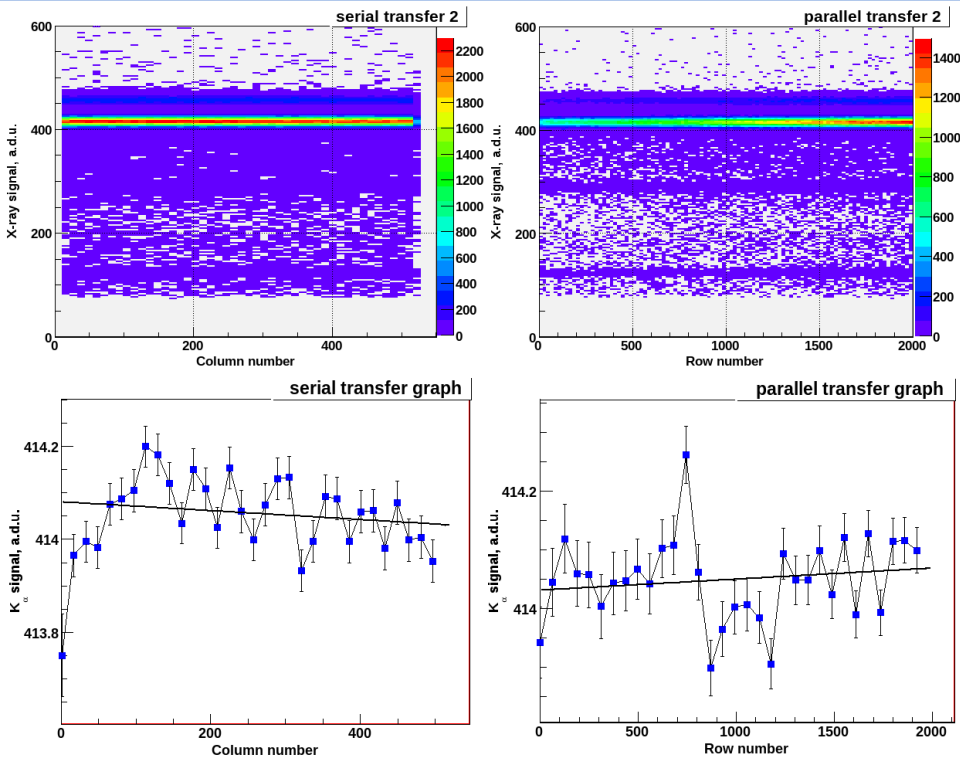 serial transfer 2
600
400
200
0
X-ray signal, a.d.u.
0 200 400
Column number
2200
2000
1800
1600
1400
1200
1000
800
600
400
200
0
parallel transfer 2
600
400
200
0
X-ray signal, a.d.u.
0 500 1000 1500 2000
Row number
1400
1200
1000
800
600
400
200
0
serial transfer graph
414.2
414
413.8
K α signal, a.d.u.
0 200 400
Column number
parallel transfer graph
414.2
414
K α signal, a.d.u.
0 500 1000 1500 2000
Row number